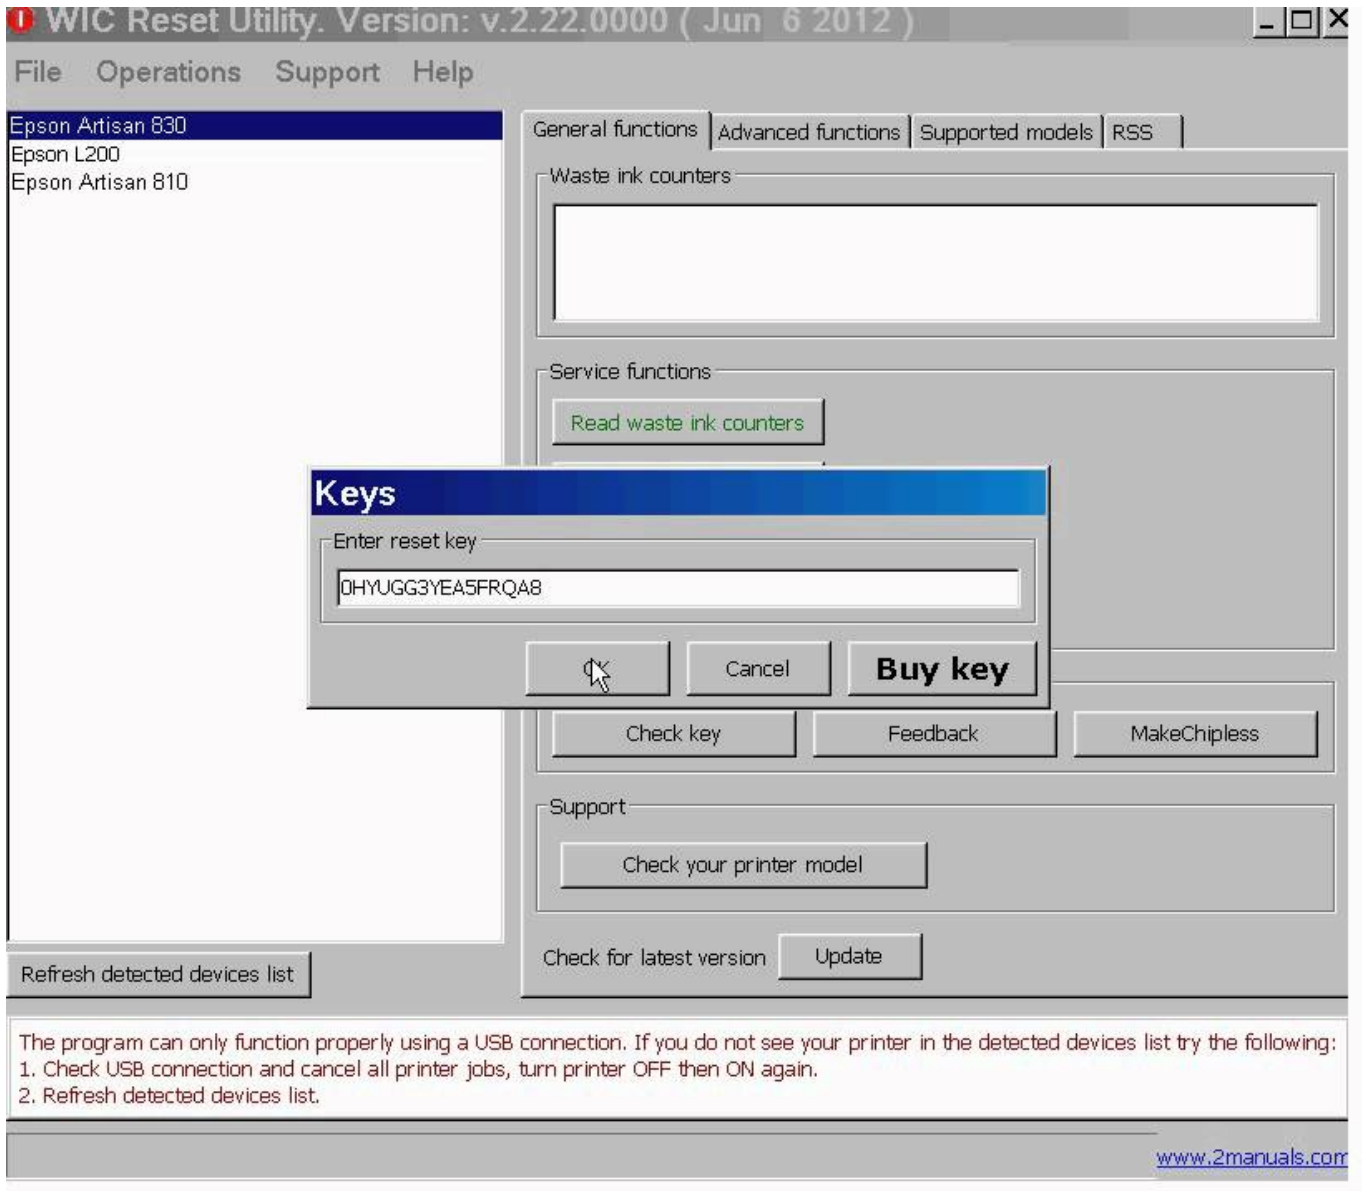 WIC Reset Utility. Version: v.2.22.0000 ( Jun 6 2012 )
File Operations Support Help
Epson Artisan 830
Epson L200
Epson Artisan 810
General functions Advanced functions Supported models RSS
Waste ink counters
Service functions
Read waste ink counters
Keys
Enter reset key
0HYUGG3YEA5FRQA8
OK Cancel Buy key
Check key Feedback MakeChipless
Support
Check your printer model
Check for latest version Update
Refresh detected devices list
The program can only function properly using a USB connection. If you do not see your printer in the detected devices list try the following:
1. Check USB connection and cancel all printer jobs, turn printer OFF then ON again.
2. Refresh detected devices list.
www.2manuals.com